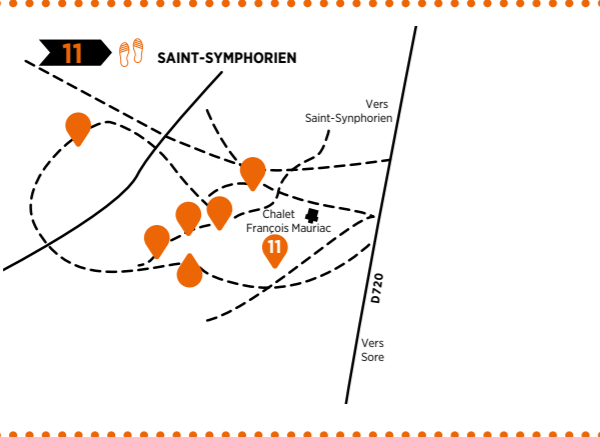 11 SAINT-SYMPHORIEN
Vers
Saint-Synphorien
Chalet
François Mauriac
11
D720
Vers
Sore